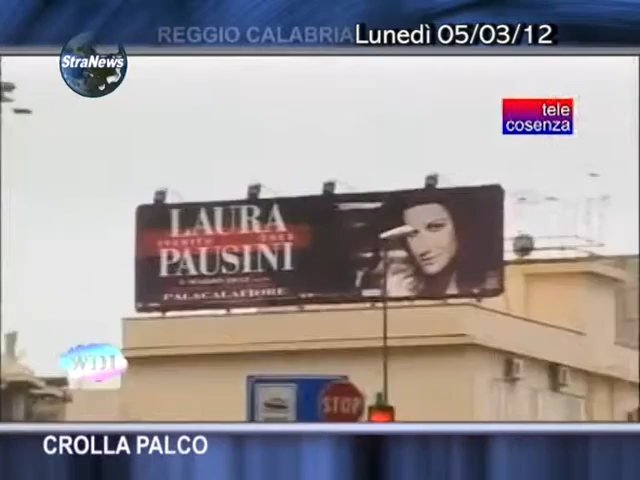 REGGIO CALABRIA
Lunedì 05/03/12
StraNews
tele
cosenza
LAURA
PAUSINI
PALACALAFIORE
STOP
CROLLA PALCO